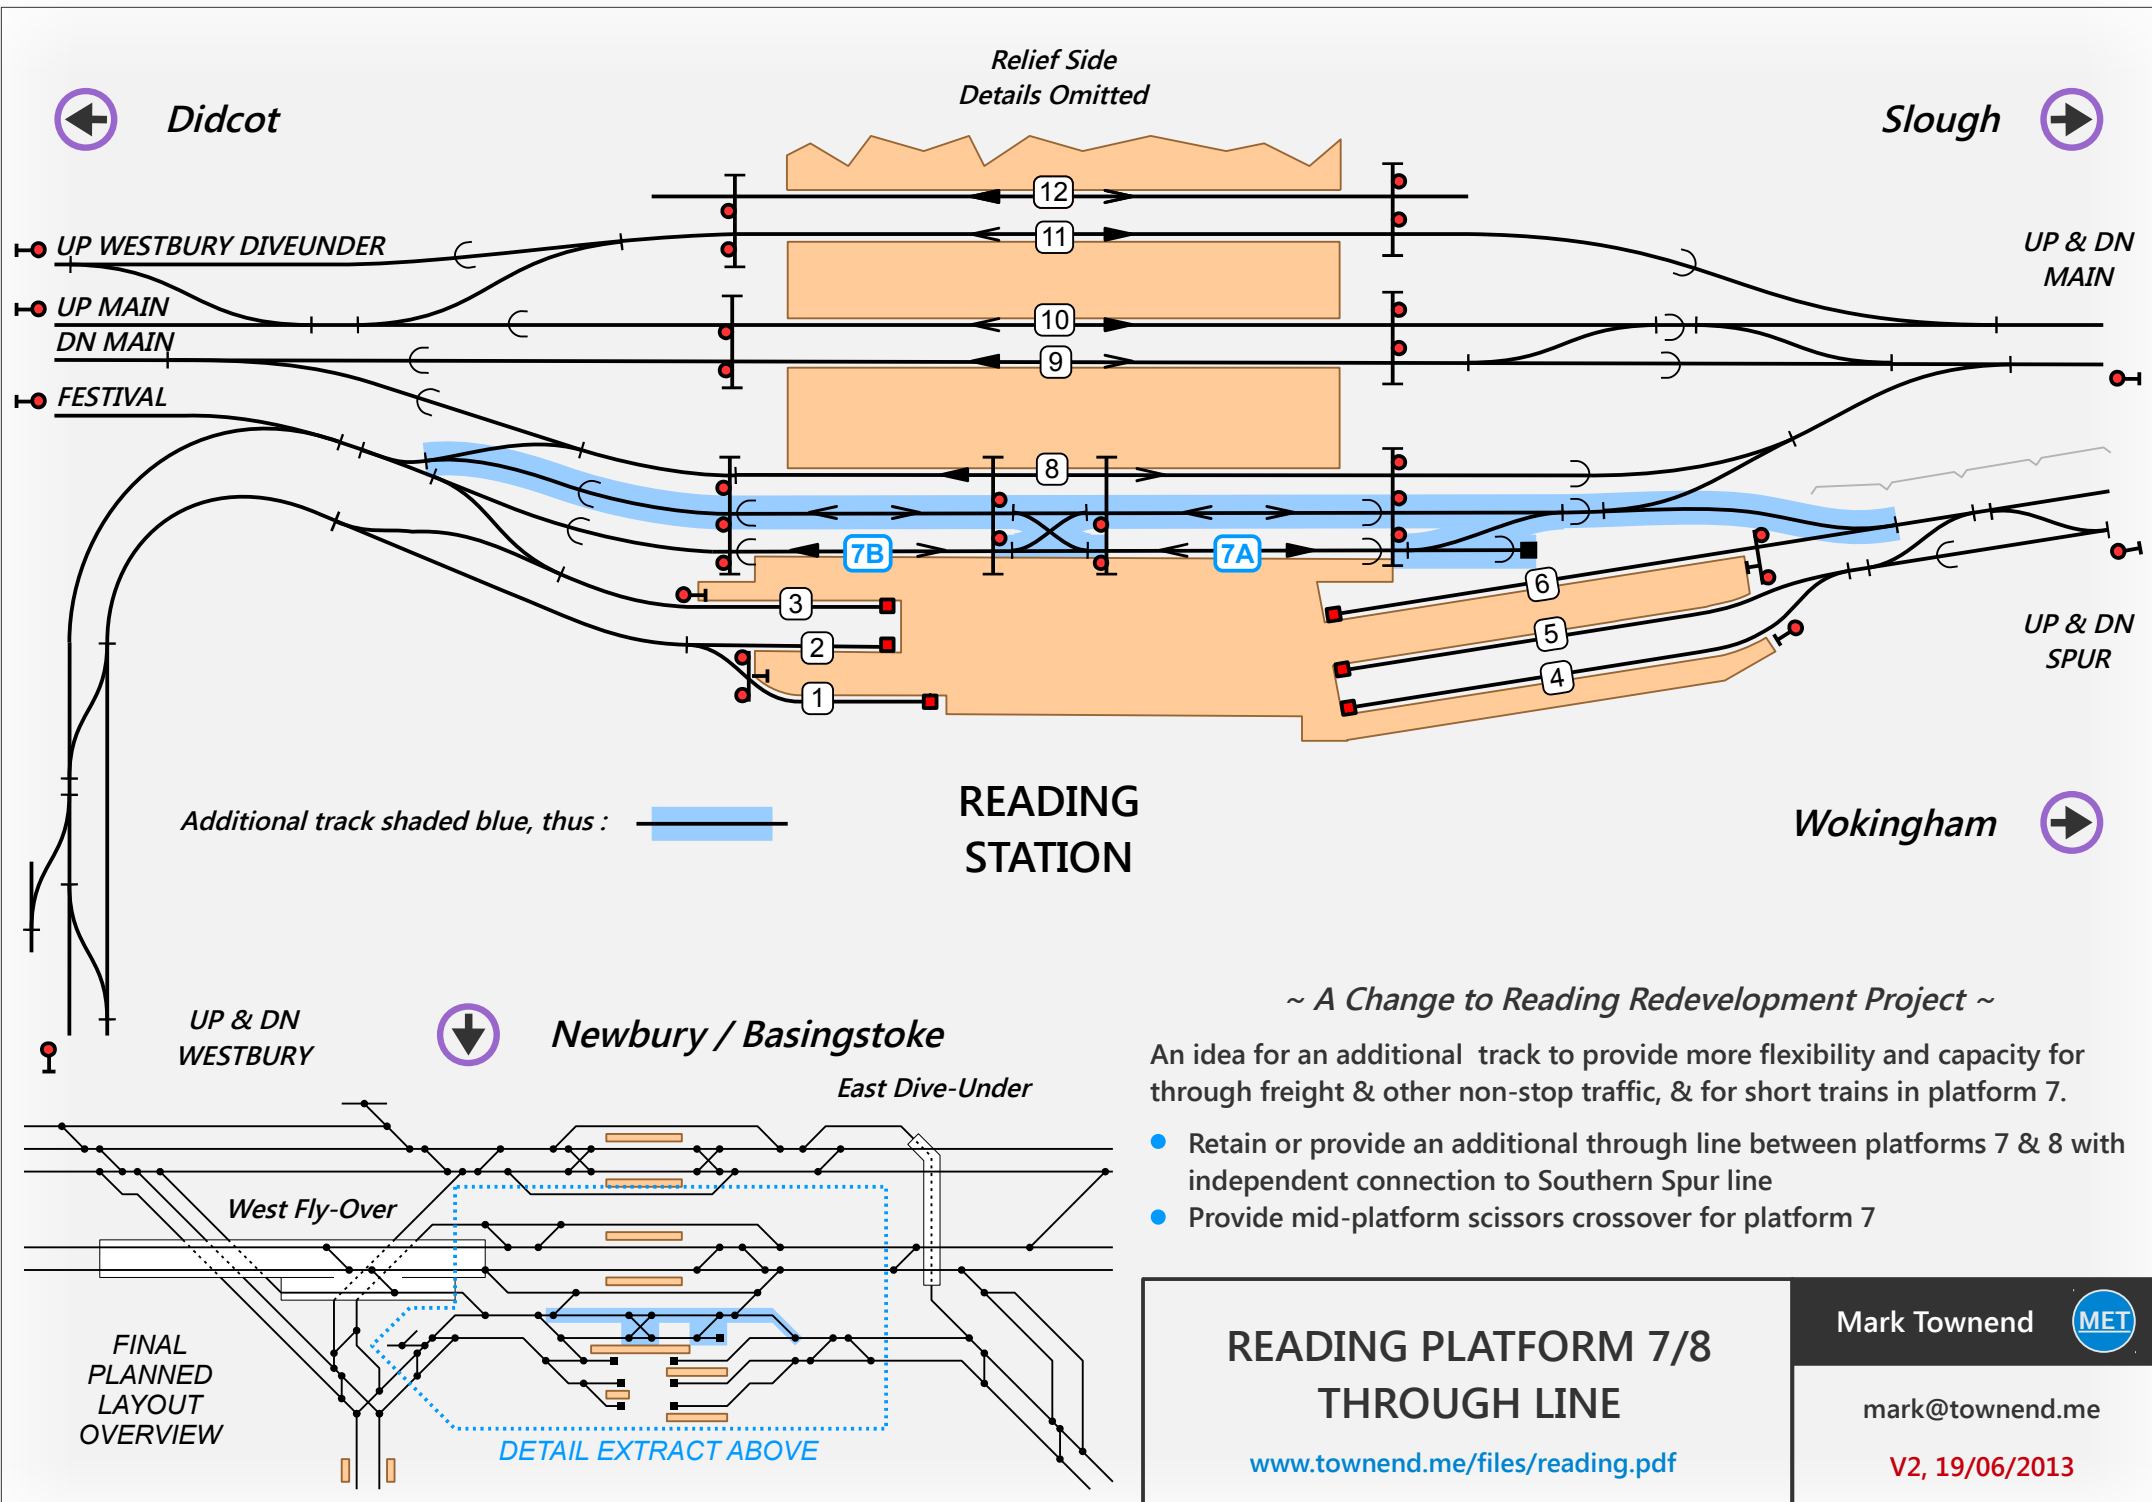 Relief Side
Details Omitted
Didcot
Slough
12
UP WESTBURY DIVEUNDER
11
UP & DN
MAIN
UP MAIN
10
DN MAIN
9
FESTIVAL
8
7B
7A
6
3
5
2
4
1
UP & DN
SPUR
Additional track shaded blue, thus :
READING
STATION
Wokingham
UP & DN
WESTBURY
Newbury / Basingstoke
~ A Change to Reading Redevelopment Project ~
An idea for an additional  track to provide more flexibility and capacity for
through freight & other non-stop traffic, & for short trains in platform 7.
● Retain or provide an additional through line between platforms 7 & 8 with
independent connection to Southern Spur line
● Provide mid-platform scissors crossover for platform 7
East Dive-Under
West Fly-Over
FINAL
PLANNED
LAYOUT
OVERVIEW
DETAIL EXTRACT ABOVE
READING PLATFORM 7/8
THROUGH LINE
www.townend.me/files/reading.pdf
Mark Townend
MET
mark@townend.me
V2, 19/06/2013